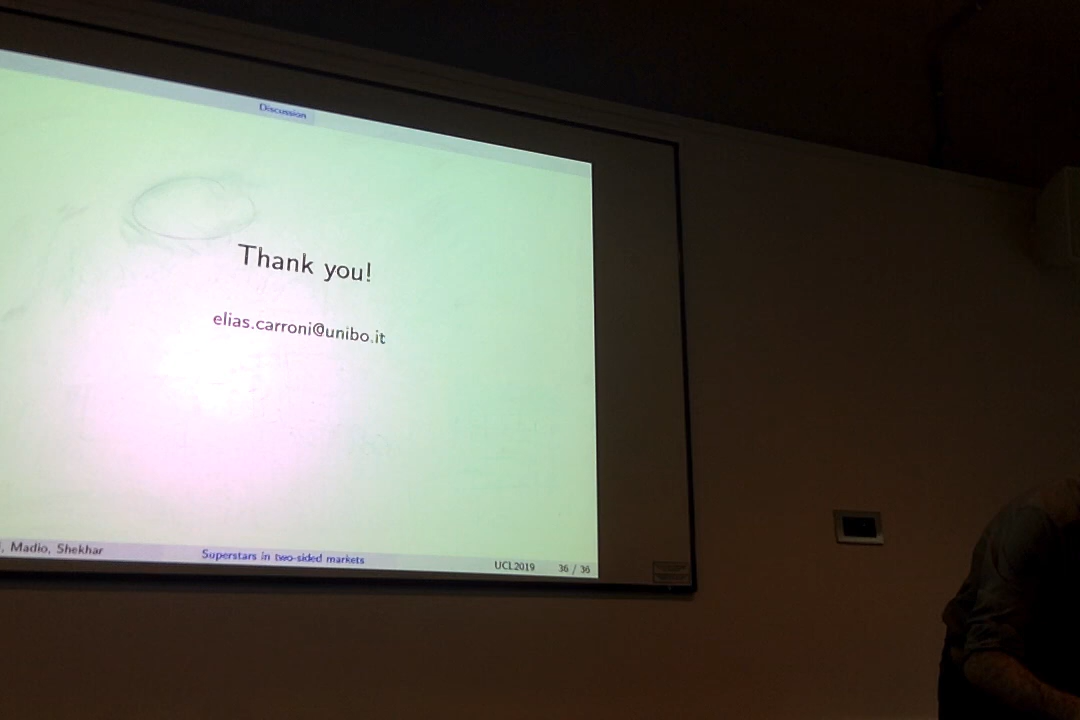 Discussion
Thank you!
elias.carroni@unibo.it
, Madio, Shekhar
Superstars in two-sided markets
UCL2019
36 / 36